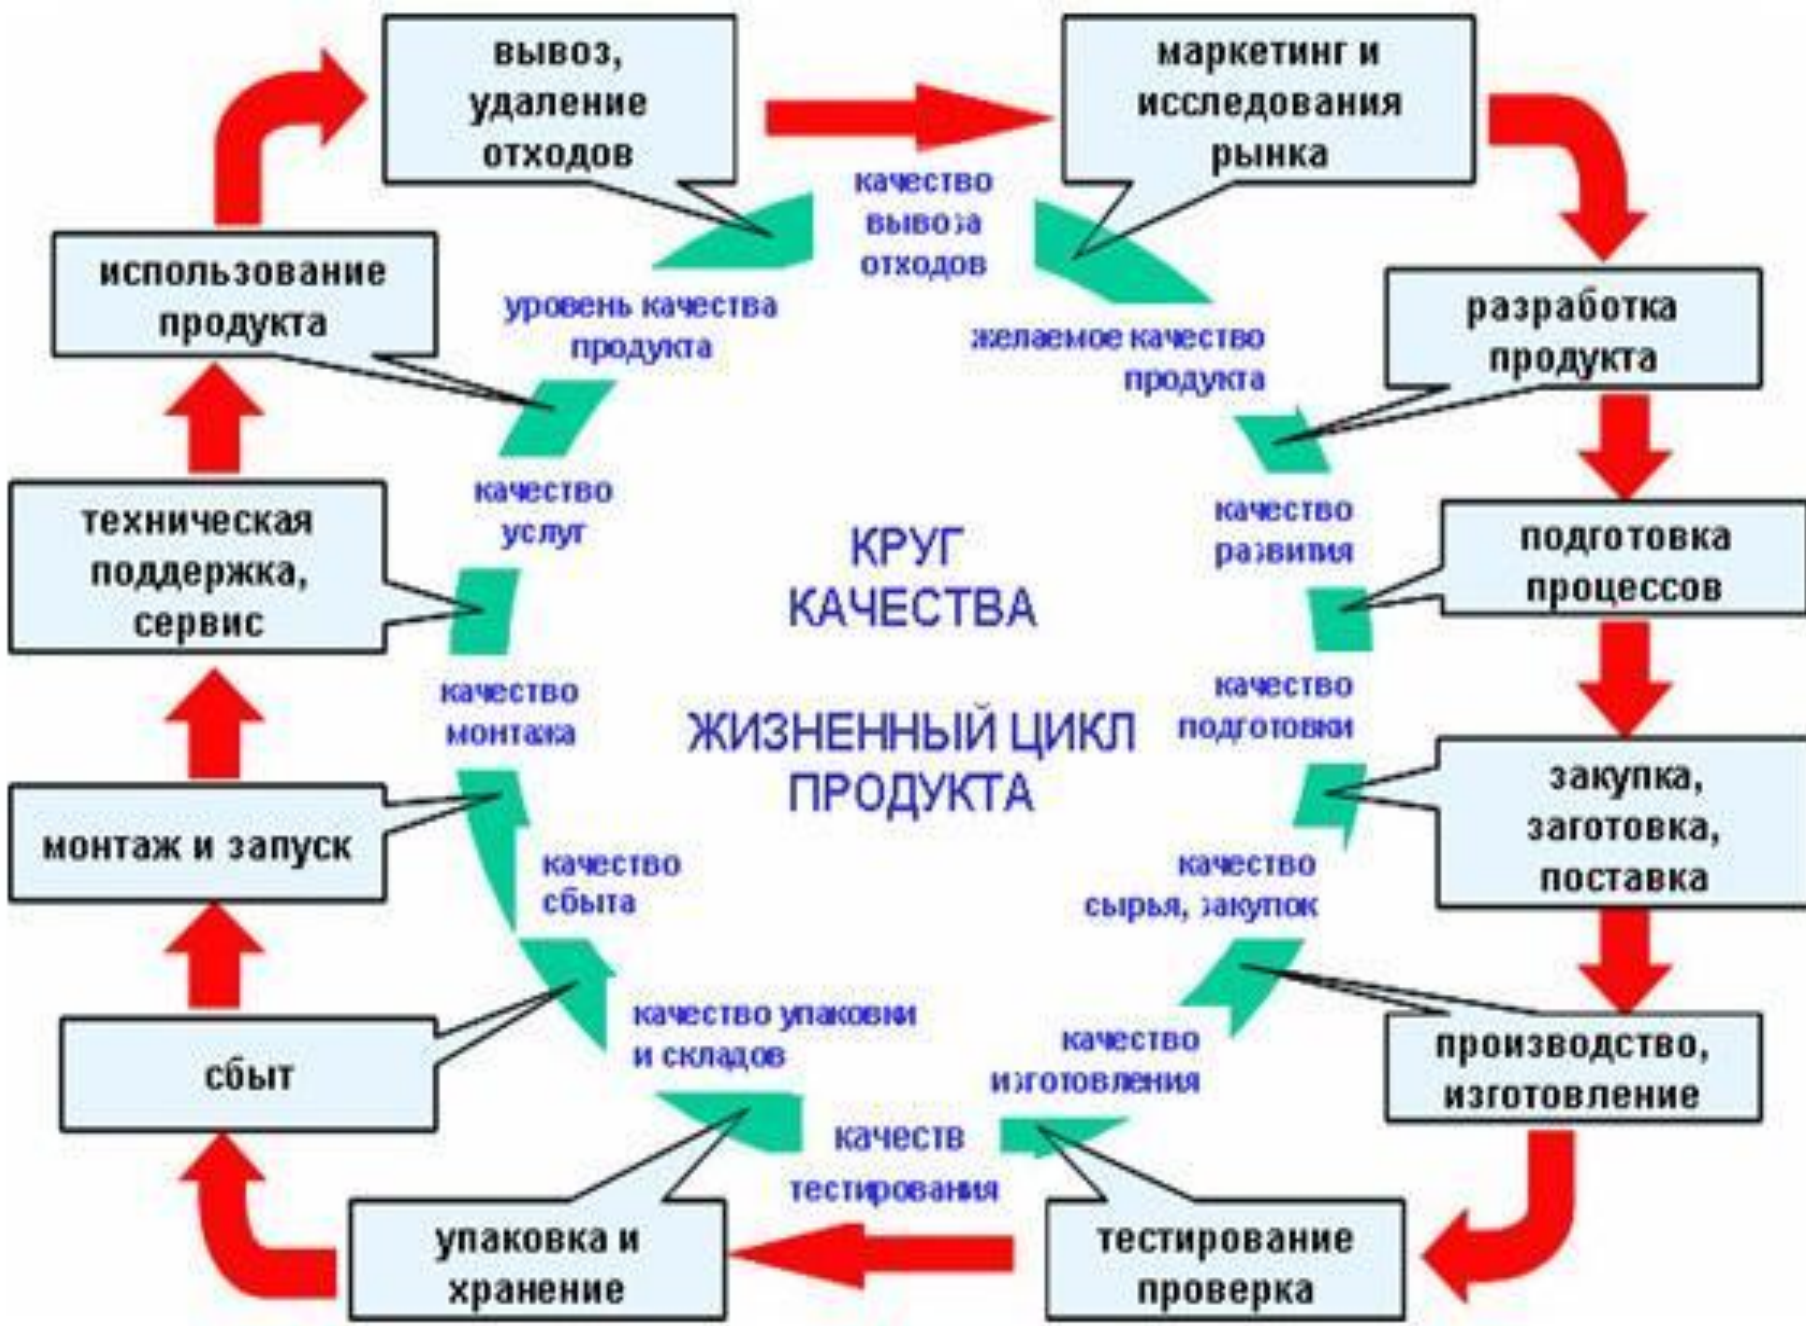 вывоз,
удаление
отходов
маркетинг и
исследования
рынка
качество
вывоза
отходов
использование
продукта
уровень качества
продукта
желаемое качество
продукта
разработка
продукта
качество
услуг
техническая
поддержка,
сервис
КРУГ
КАЧЕСТВА
качество
развития
подготовка
процессов
качество
монтажа
ЖИЗНЕННЫЙ ЦИКЛ
ПРОДУКТА
качество
подготовки
закупка,
заготовка,
поставка
монтаж и запуск
качество
сбыта
качество
сырья, закупок
сбыт
качество упаковки
и складов
качество
изготовления
производство,
изготовление
качеств
тестирования
упаковка и
хранение
тестирование
проверка